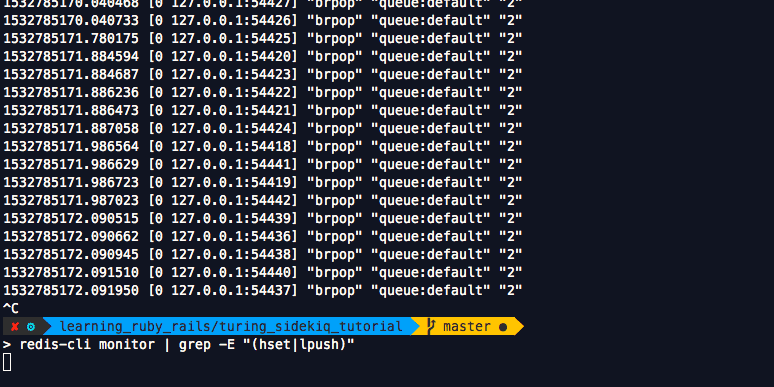 1532785170.040468 [0 127.0.0.1:54427] "brpop" "queue:default" "2"
1532785170.040733 [0 127.0.0.1:54426] "brpop" "queue:default" "2"
1532785171.780175 [0 127.0.0.1:54425] "brpop" "queue:default" "2"
1532785171.884594 [0 127.0.0.1:54420] "brpop" "queue:default" "2"
1532785171.884687 [0 127.0.0.1:54423] "brpop" "queue:default" "2"
1532785171.886236 [0 127.0.0.1:54422] "brpop" "queue:default" "2"
1532785171.886473 [0 127.0.0.1:54421] "brpop" "queue:default" "2"
1532785171.887058 [0 127.0.0.1:54424] "brpop" "queue:default" "2"
1532785171.986564 [0 127.0.0.1:54418] "brpop" "queue:default" "2"
1532785171.986629 [0 127.0.0.1:54441] "brpop" "queue:default" "2"
1532785171.986723 [0 127.0.0.1:54419] "brpop" "queue:default" "2"
1532785171.987023 [0 127.0.0.1:54442] "brpop" "queue:default" "2"
1532785172.090515 [0 127.0.0.1:54439] "brpop" "queue:default" "2"
1532785172.090662 [0 127.0.0.1:54436] "brpop" "queue:default" "2"
1532785172.090945 [0 127.0.0.1:54438] "brpop" "queue:default" "2"
1532785172.091510 [0 127.0.0.1:54440] "brpop" "queue:default" "2"
1532785172.091950 [0 127.0.0.1:54437] "brpop" "queue:default" "2"
^C
✘ ⚙ learning_ruby_rails/turing_sidekiq_tutorial master ●
> redis-cli monitor | grep -E "(hset|lpush)"